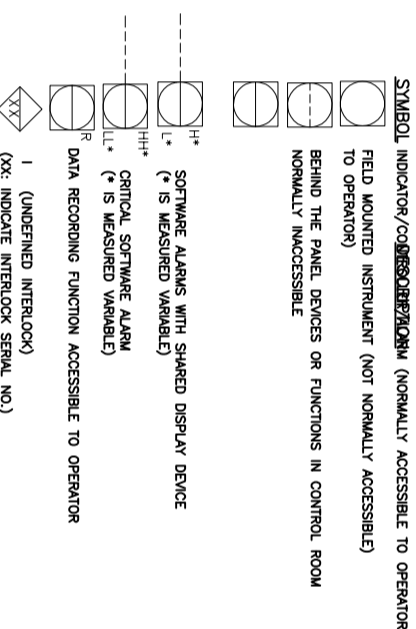 SYMBOL
INDICATOR/CONTROLLER/ALARM (NORMALLY ACCESSIBLE TO OPERATOR
FIELD MOUNTED INSTRUMENT (NOT NORMALLY ACCESSIBLE)
TO OPERATOR)
BEHIND THE PANEL DEVICES OR FUNCTIONS IN CONTROL ROOM
NORMALLY INACCESSIBLE
H*
L*
SOFTWARE ALARMS WITH SHARED DISPLAY DEVICE
(* IS MEASURED VARIABLE)
HH*
LL*
CRITICAL SOFTWARE ALARM
(* IS MEASURED VARIABLE)
R
DATA RECORDING FUNCTION ACCESSIBLE TO OPERATOR
XX
I (UNDEFINED INTERLOCK)
(XX: INDICATE INTERLOCK SERIAL NO.)